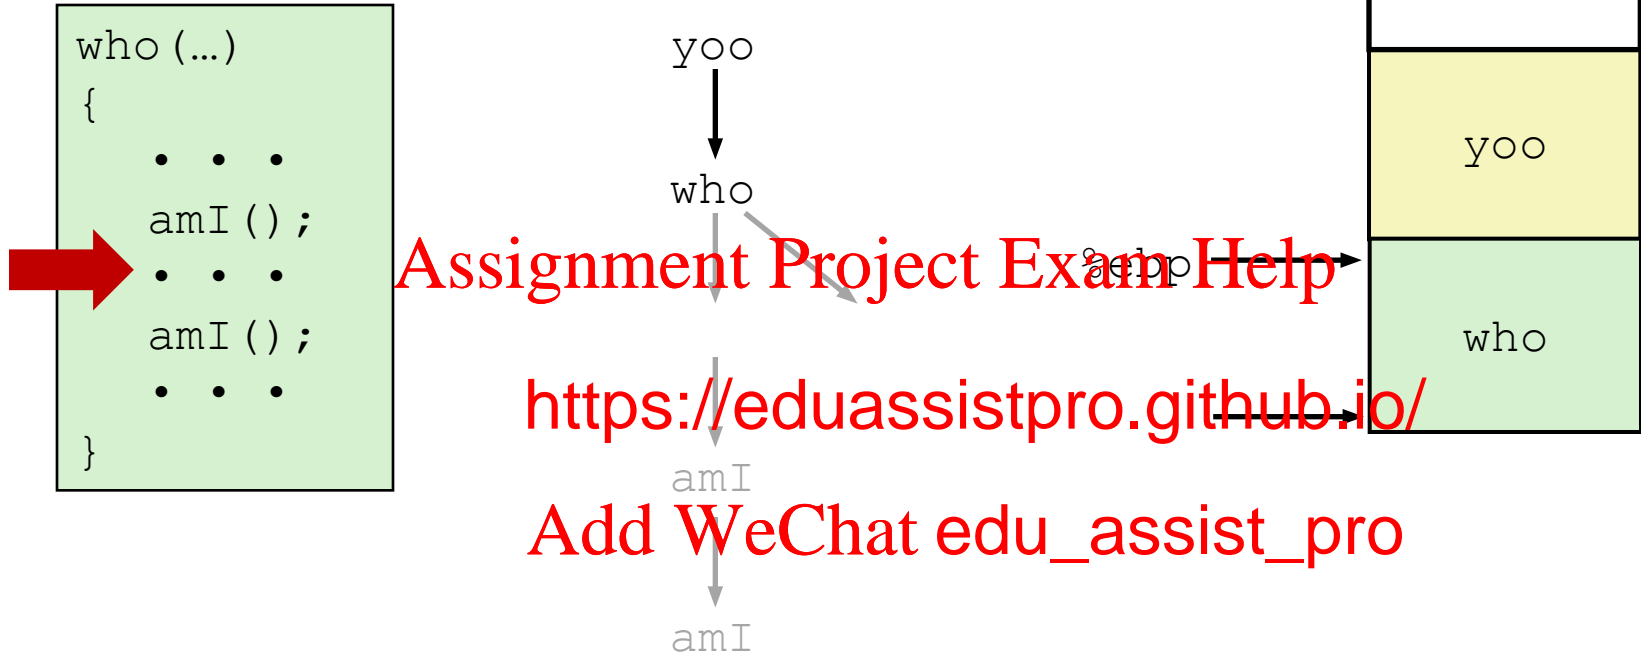 who(…)
{
• • •
amI();
• • •
amI();
• • •
}
yoo
who
amI
amI
%ebp
yoo
who
Assignment Project Exam Help
https://eduassistpro.github.io/
Add WeChat edu_assist_pro